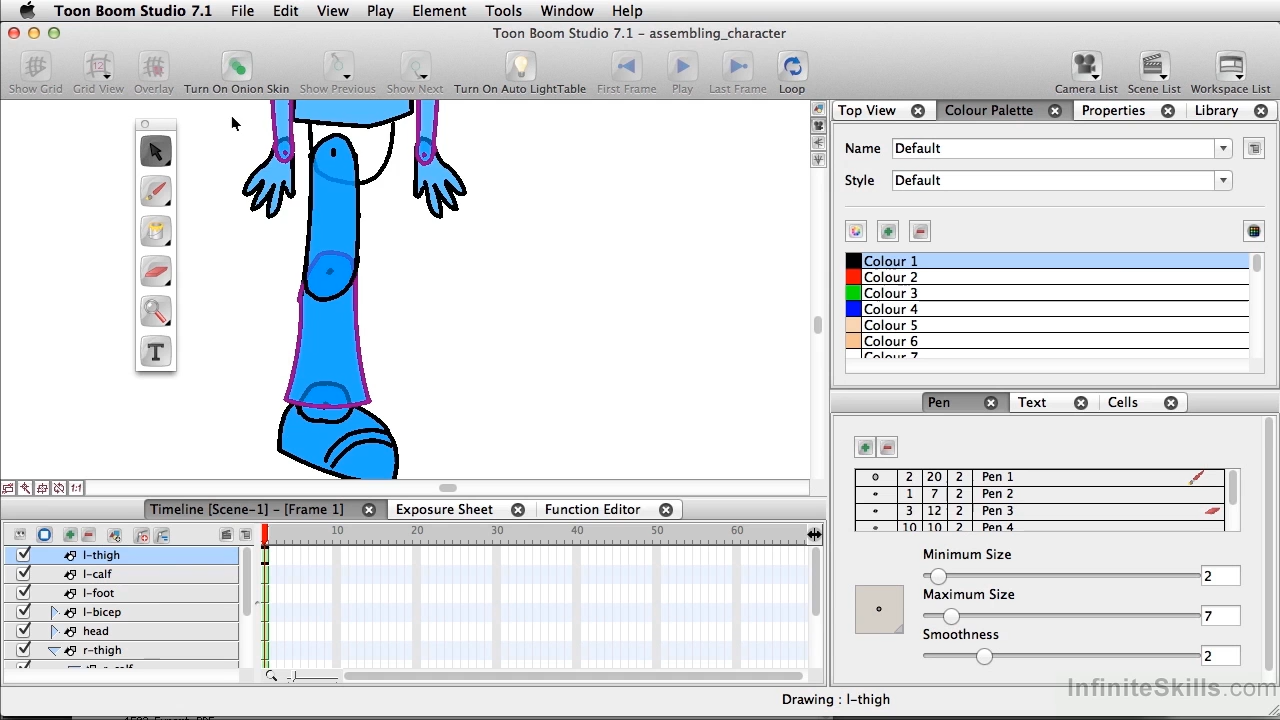 Toon Boom Studio 7.1 File Edit View Play Element Tools Window Help
Toon Boom Studio 7.1 – assembling_character
12
Show Grid Grid View Overlay Turn On Onion Skin Show Previous Show Next Turn On Auto LightTable First Frame Play Last Frame Loop Camera List Scene List Workspace List
Top View Colour Palette Properties Library
Name Default
Style Default
Colour 1
Colour 2
Colour 3
Colour 4
Colour 5
Colour 6
Colour 7
T
Pen Text Cells
2 20 2 Pen 1
1 7 2 Pen 2
3 12 2 Pen 3
10 10 2 Pen 4
Minimum Size
2
Maximum Size
7
Smoothness
2
1:1
Timeline [Scene-1] – [Frame 1] Exposure Sheet Function Editor
10 20 30 40 50 60
l-thigh
l-calf
l-foot
l-bicep
head
r-thigh
r-calf
Drawing : l-thigh
InfiniteSkills.com